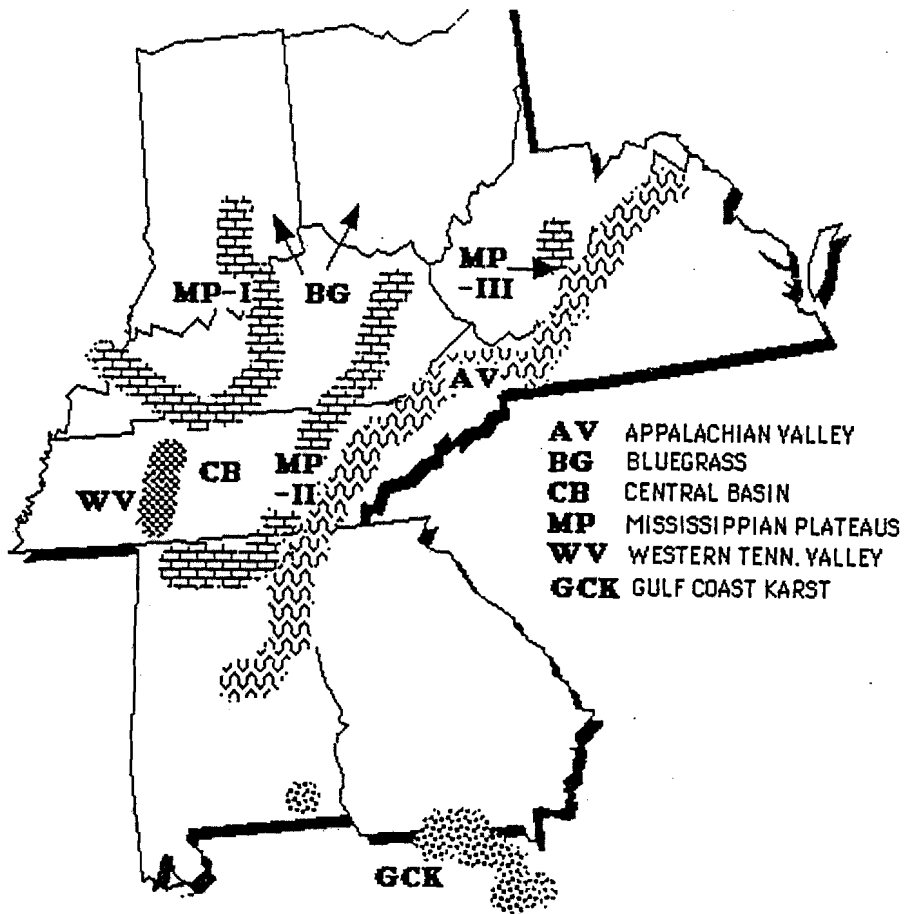 MP
-III
MP-I
BG
AV
CB
MP
-II
WV
GCK
AV APPALACHIAN VALLEY
BG BLUEGRASS
CB CENTRAL BASIN
MP MISSISSIPPIAN PLATEAUS
WV WESTERN TENN. VALLEY
GCK GULF COAST KARST